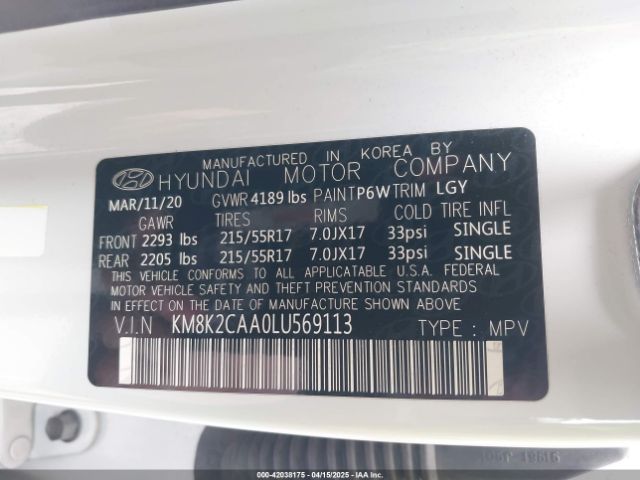 MANUFACTURED IN KOREA BY
HYUNDAI MOTOR COMPANY
MAR/11/20 GVWR 4189 lbs PAINT P6W TRIM LGY
GAWR TIRES RIMS COLD TIRE INFL
FRONT 2293 lbs 215/55R17 7.0JX17 33psi SINGLE
REAR 2205 lbs 215/55R17 7.0JX17 33psi SINGLE
THIS VEHICLE CONFORMS TO ALL APPLICATABLE U.S.A. FEDERAL
MOTOR VEHICLE SAFETY AND THEFT PREVENTION STANDARDS
IN EFFECT ON THE DATE OF MANUFACTURE SHOWN ABOVE.
V.I.N KM8K2CAA0LU569113 TYPE : MPV
000-42038175 - 04/15/2025 - IAAI.com